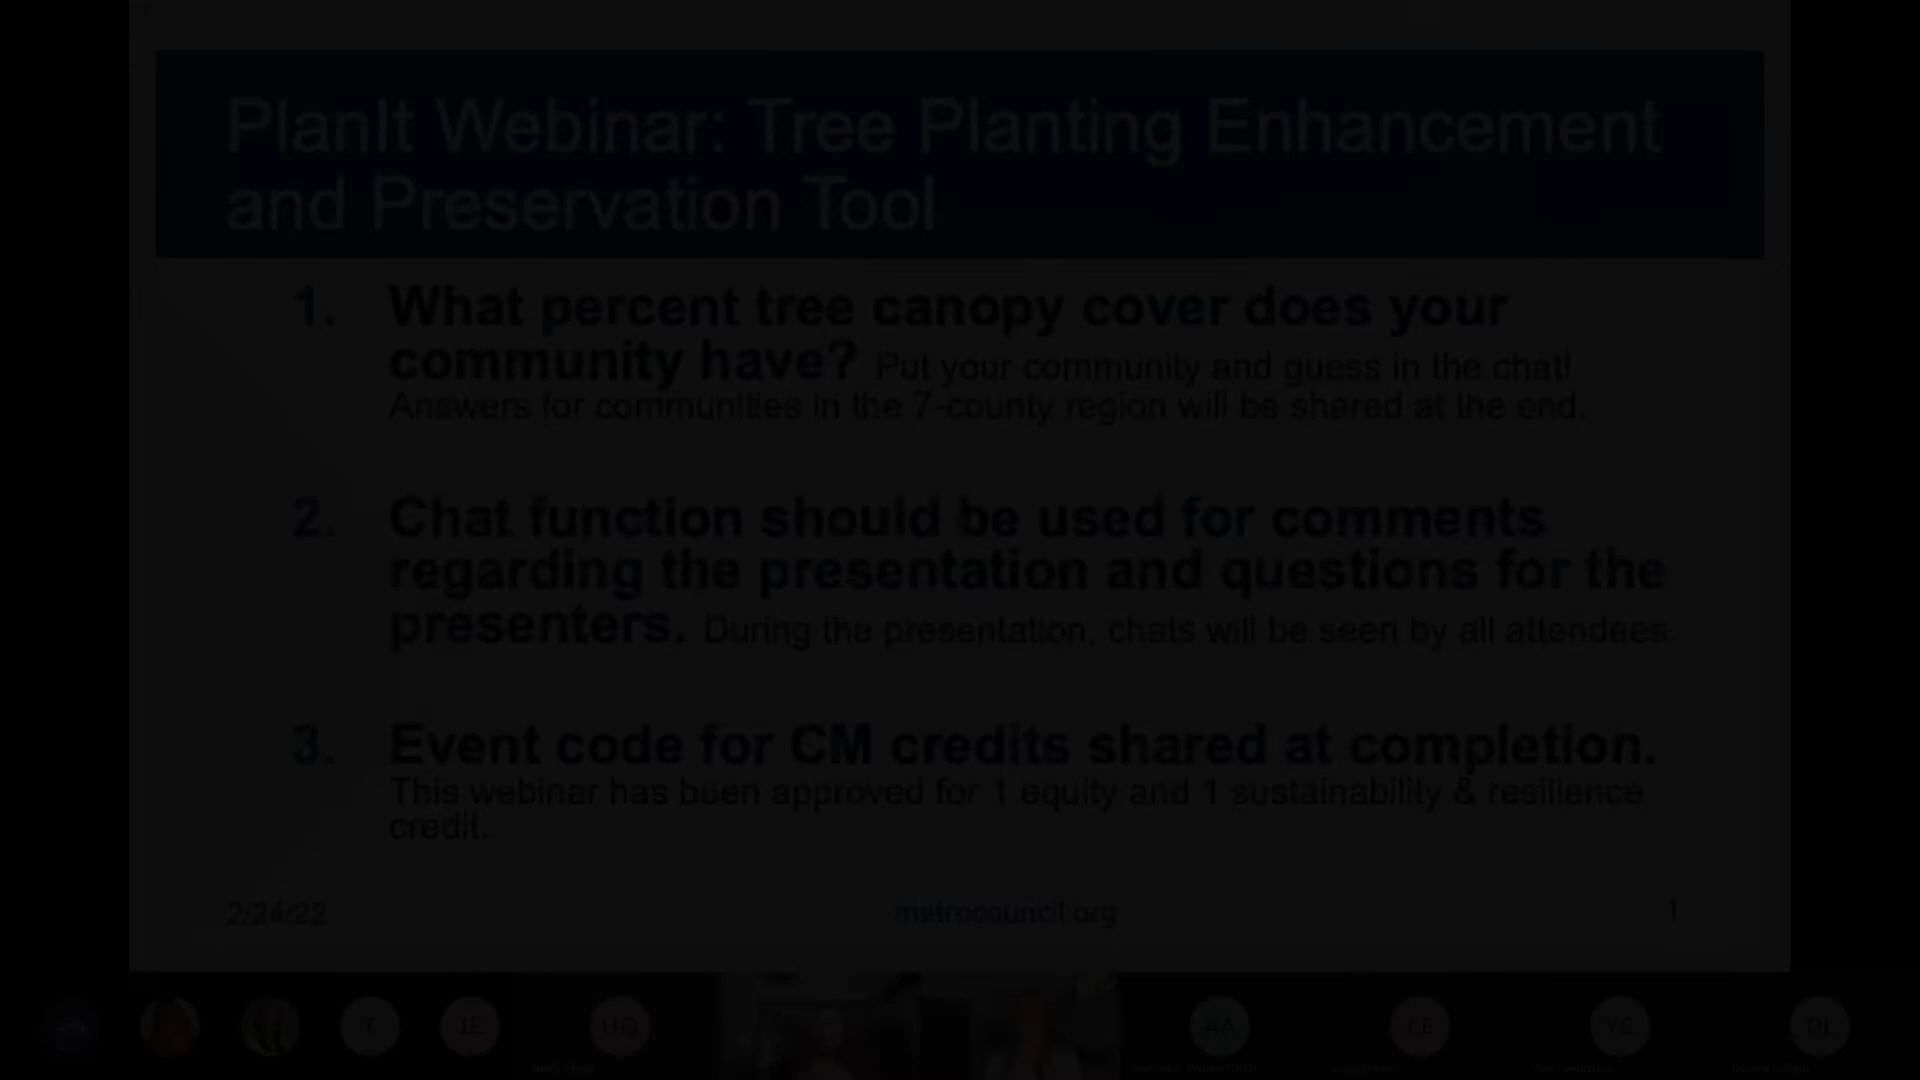 PlanIt Webinar: Tree Planting Enhancement
and Preservation Tool
1. What percent tree canopy cover does your
community have? Put your community and guess in the chat!
Answers for communities in the 7-county region will be shared at the end.
2. Chat function should be used for comments
regarding the presentation and questions for the
presenters. During the presentation, chats will be seen by all attendees.
3. Event code for CM credits shared at completion.
This webinar has been approved for 1 equity and 1 sustainability & resilience
credit.
2/24/22 metrocouncil.org 1
JE AA